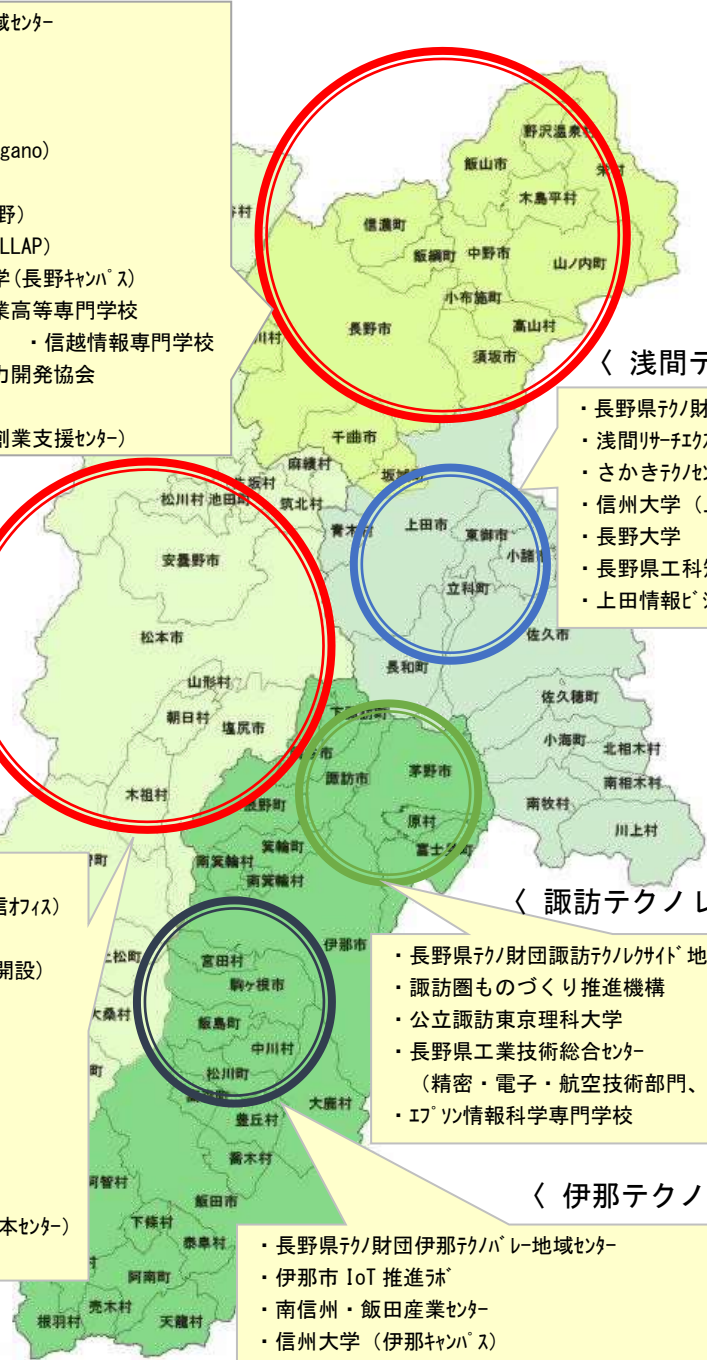 域センター
gano）
野）
LLAP）
学（長野ｷｬﾝﾊﾟｽ）
業高等専門学校
・信越情報専門学校
力開発協会
創業支援ｾﾝﾀｰ）
野沢温泉
飯山市
栄村
木島平村
信濃町
飯綱町
中野市
山ノ内町
小布施町
長野市
高山村
須坂市
川村
谷村
千曲市
〈 浅間テ
・長野県ﾃｸﾉ財
・浅間ﾘｻｰﾁｴｸｽ
・さかきﾃｸﾉｾﾝ
・信州大学（
・長野大学
・長野県工科短
・上田情報ﾋﾞｼﾞ
麻績村
生坂村
松川村
池田町
筑北村
青木村
上田市
東御市
小諸
安曇野市
立科町
松本市
佐久市
長和町
山形村
朝日村
塩尻市
佐久穂町
小海町
北相木村
南相木村
南牧村
川上村
木祖村
下諏訪町
諏訪市
茅野市
辰野町
原村
富士見町
箕輪町
南箕輪村
南箕輪村
伊那市
信ｵﾌｨｽ）
開設）
本ｾﾝﾀｰ）
上松町
大桑村
宮田村
駒ヶ根市
飯島町
中川村
松川町
大鹿村
豊丘村
喬木村
阿智村
飯田市
下條村
泰阜村
阿南町
売木村
根羽村
天龍村
〈 諏訪テクノレ
・長野県ﾃｸﾉ財団諏訪ﾃｸﾉﾚｸｻｲﾄﾞ地
・諏訪圏ものづくり推進機構
・公立諏訪東京理科大学
・長野県工業技術総合ｾﾝﾀｰ
（精密・電子・航空技術部門、
・ｴﾌﾟｿﾝ情報科学専門学校
〈 伊那テクノ
・長野県ﾃｸﾉ財団伊那ﾃｸﾉﾊﾞﾚｰ地域ｾﾝﾀｰ
・伊那市 IoT 推進ﾗﾎﾞ
・南信州・飯田産業ｾﾝﾀｰ
・信州大学（伊那ｷｬﾝﾊﾟｽ）